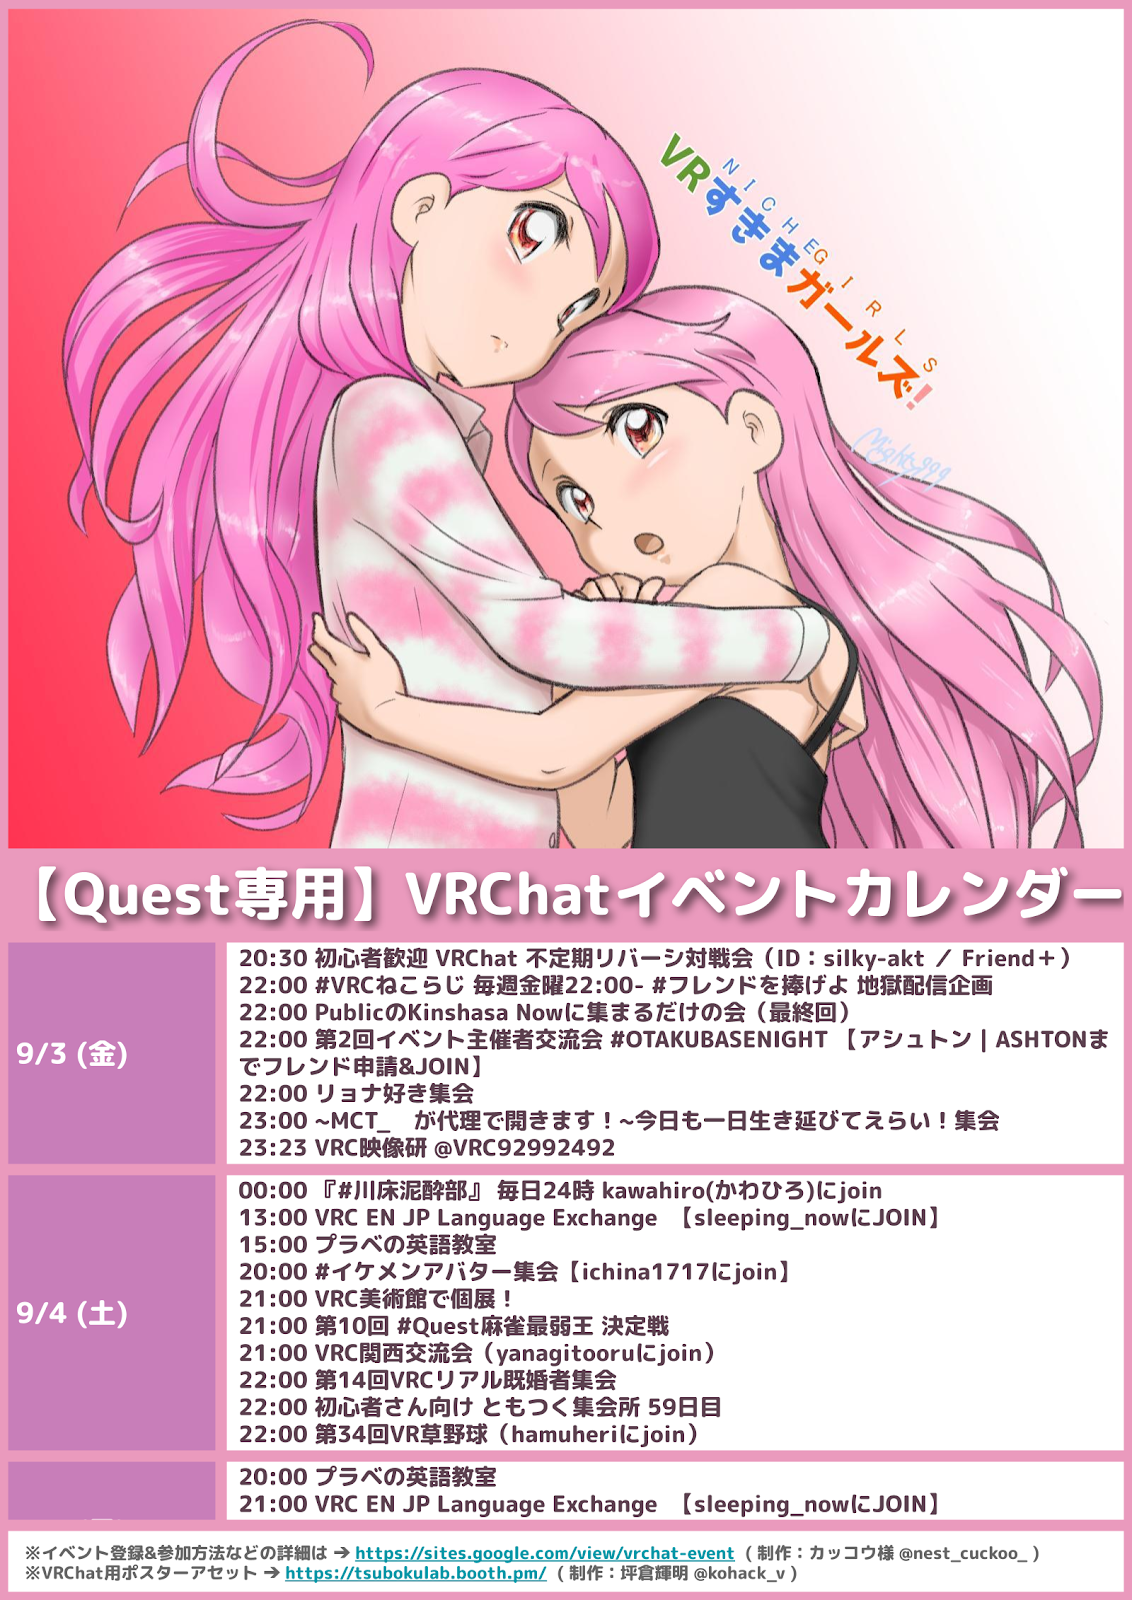 NICHE GIRLS
VRすきまガールズ!
Mighty999
【Quest専用】VRChatイベントカレンダー
9/3 (金)
20:30 初心者歓迎 VRChat 不定期リバーシ対戦会（ID：silky-akt ／ Friend＋）
22:00 #VRCねこらじ 毎週金曜22:00- #フレンドを捧げよ 地獄配信企画
22:00 PublicのKinshasa Nowに集まるだけの会（最終回）
22:00 第2回イベント主催者交流会 #OTAKUBASENIGHT 【アシュトン | ASHTONま
でフレンド申請&JOIN】
22:00 リョナ好き集会
23:00 ~MCT_　が代理で開きます！~今日も一日生き延びてえらい！集会
23:23 VRC映像研 @VRC92992492
9/4 (土)
00:00 『#川床泥酔部』 毎日24時 kawahiro(かわひろ)にjoin
13:00 VRC EN JP Language Exchange 【sleeping_nowにJOIN】
15:00 プラベの英語教室
20:00 #イケメンアバター集会【ichina1717にjoin】
21:00 VRC美術館で個展！
21:00 第10回 #Quest麻雀最弱王 決定戦
21:00 VRC関西交流会（yanagitooruにjoin）
22:00 第14回VRCリアル既婚者集会
22:00 初心者さん向け ともつく集会所 59日目
22:00 第34回VR草野球（hamuheriにjoin）
20:00 プラベの英語教室
21:00 VRC EN JP Language Exchange 【sleeping_nowにJOIN】
※イベント登録&参加方法などの詳細は → https://sites.google.com/view/vrchat-event （制作：カッコウ様 @nest_cuckoo_ ）
※VRChat用ポスターアセット → https://tsubokulab.booth.pm/ （制作：坪倉輝明 @kohack_v ）